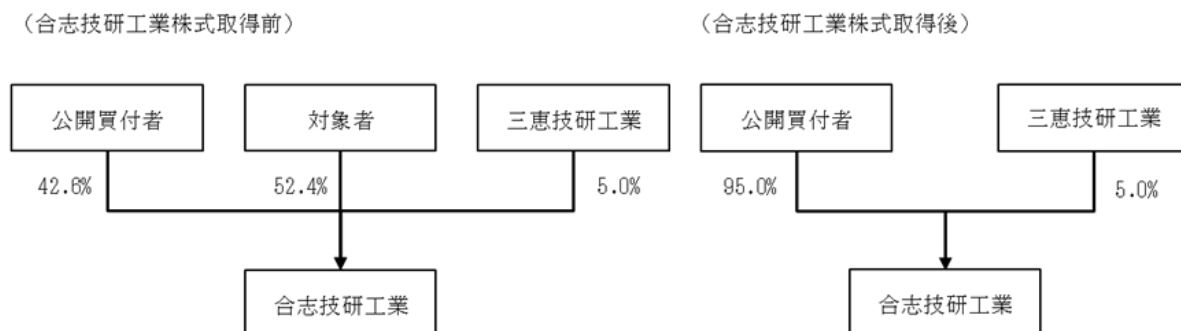 （合志技研工業株式取得前）
（合志技研工業株式取得後）
公開買付者
対象者
三恵技研工業
公開買付者
三恵技研工業
42.6%
52.4%
5.0%
95.0%
5.0%
合志技研工業
合志技研工業